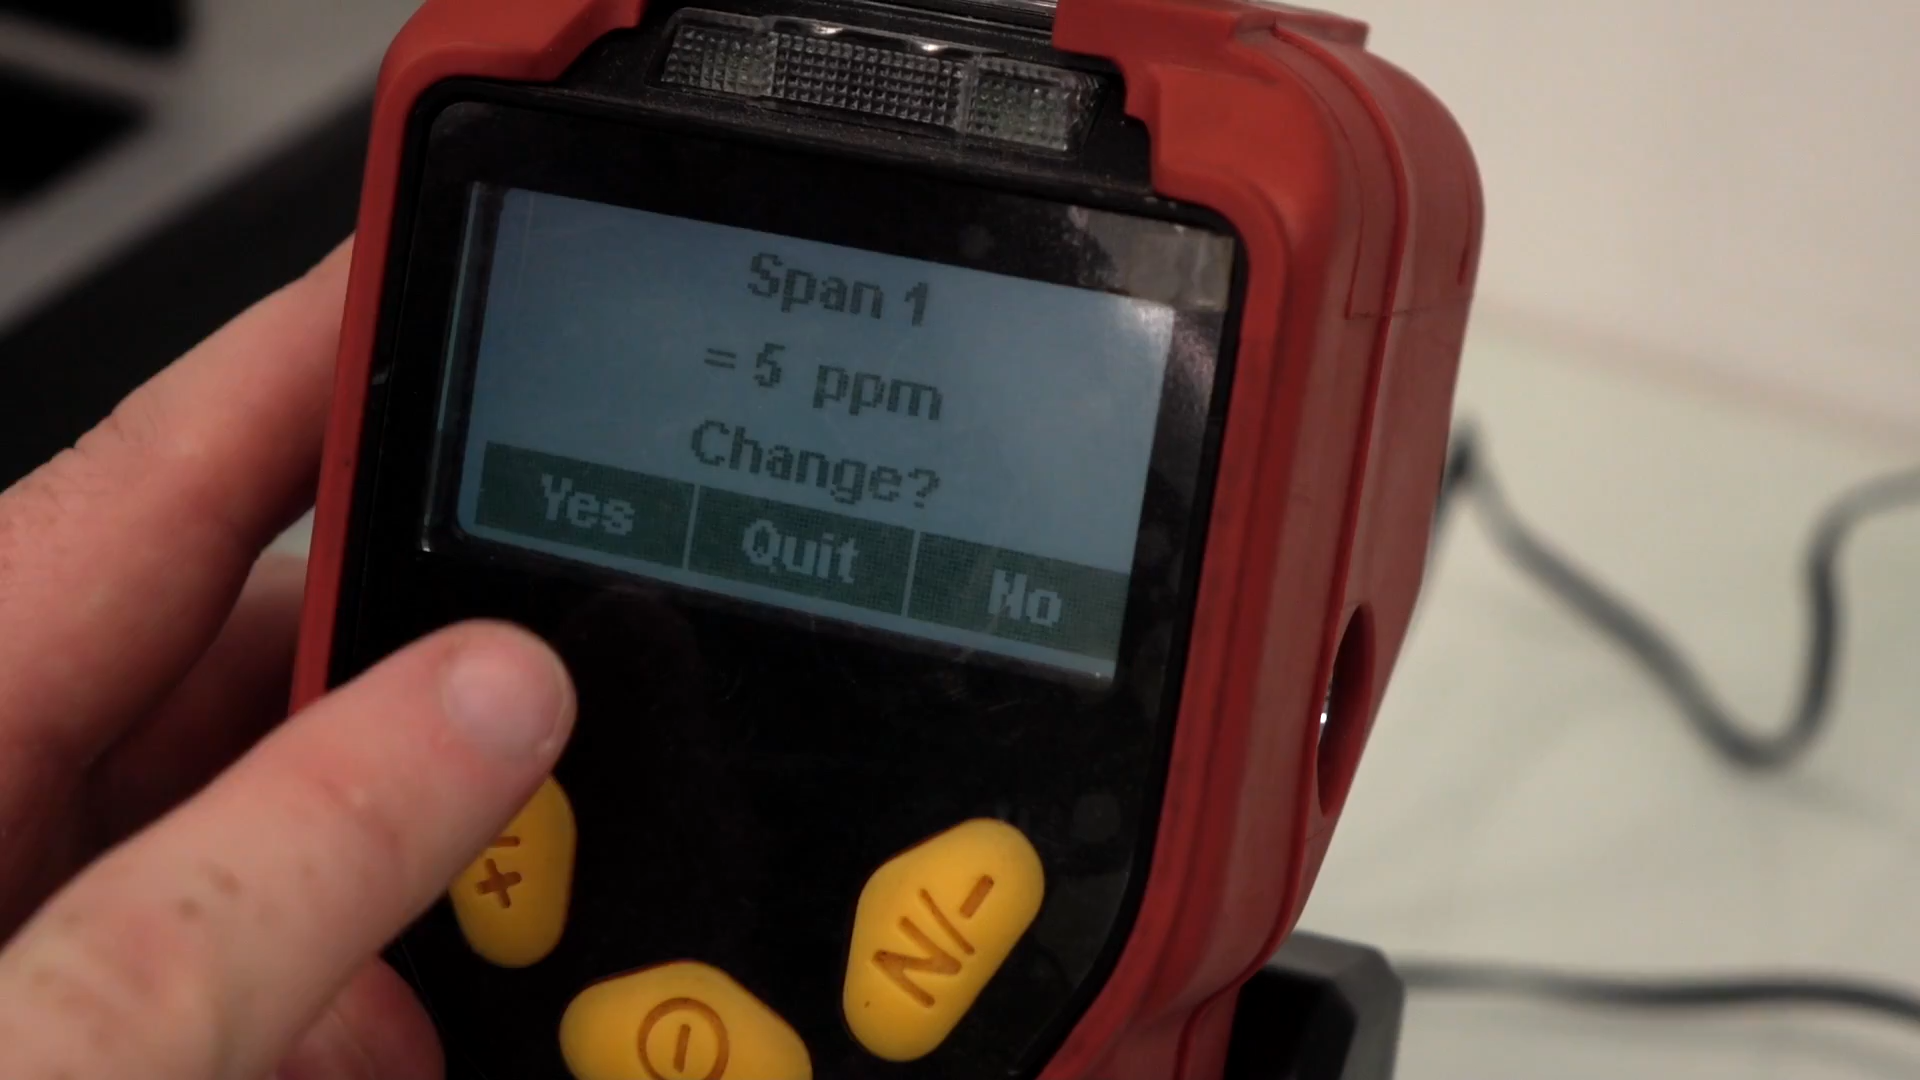 Span 1
= 5 ppm
Change?
Yes Quit No
+
N/-